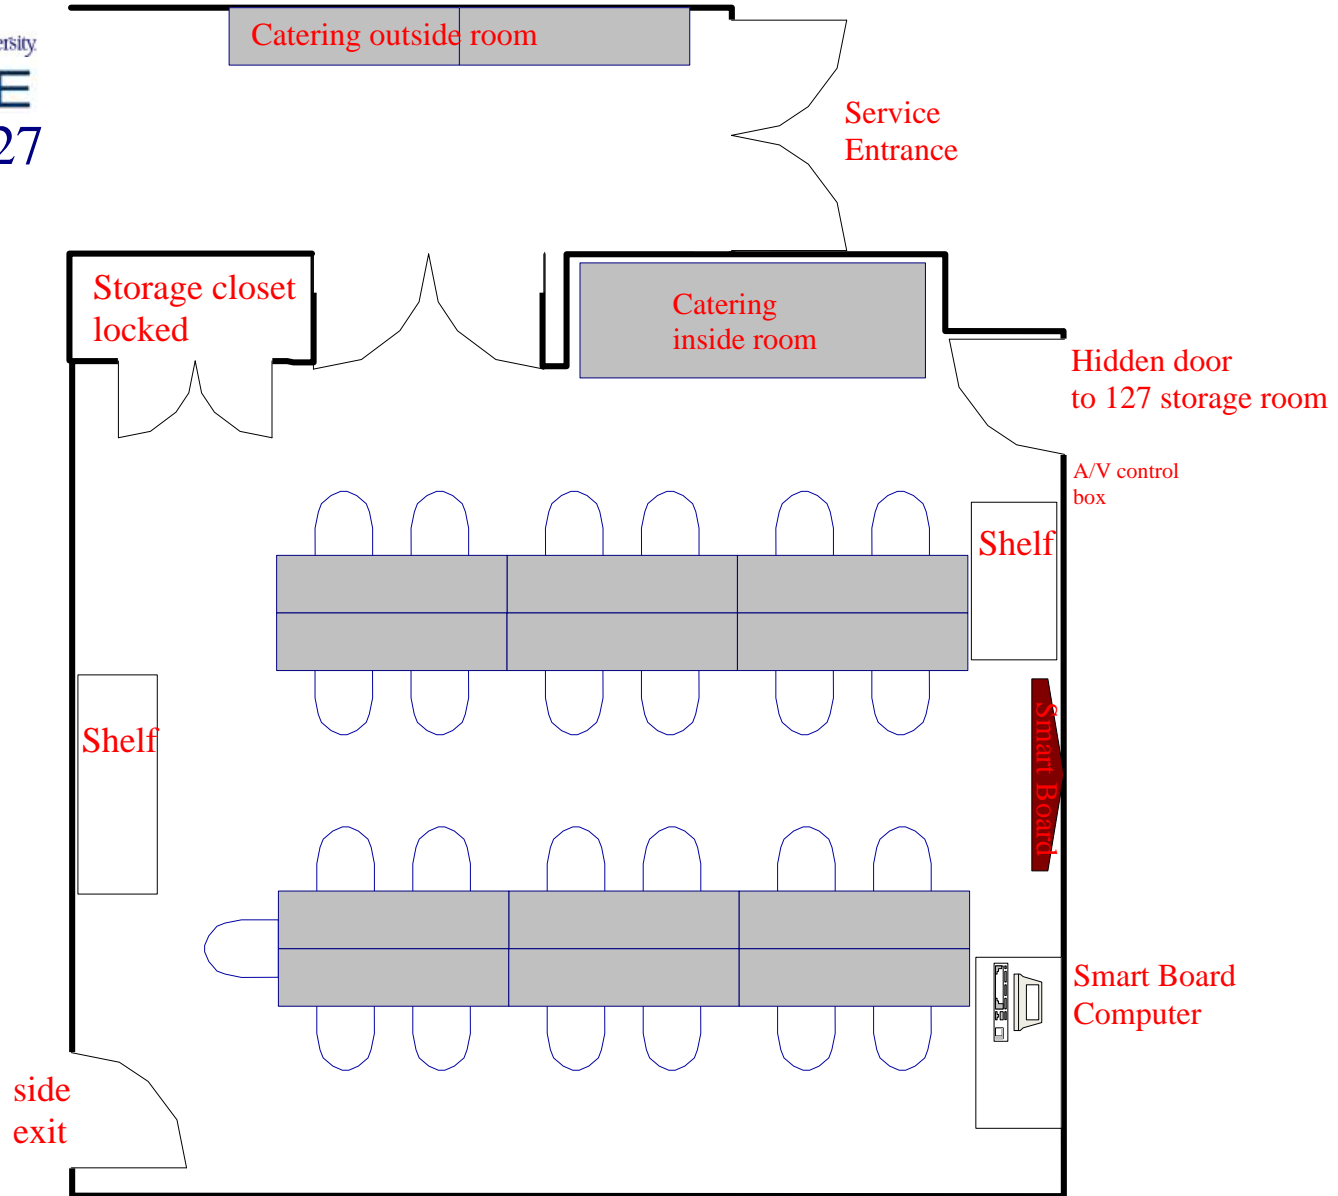 Catering outside room
ersity.
E
27
Service
Entrance
Storage closet
locked
Catering
inside room
Hidden door
to 127 storage room
A/V control
box
Shelf
Shelf
Smart Board
Smart Board
Computer
side
exit